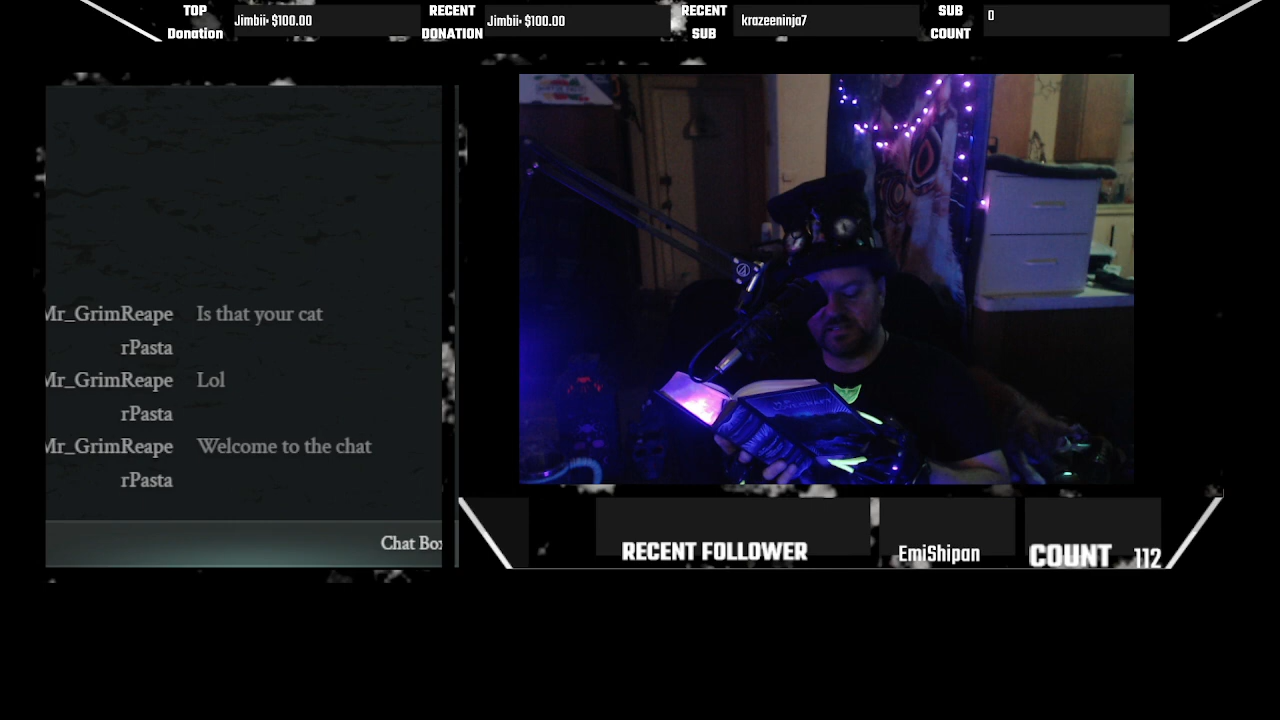 TOP
Donation
Jimbii• $100.00
RECENT
DONATION
Jimbii• $100.00
RECENT
SUB
krazeeninja7
SUB
COUNT
0
Mr_GrimReape
rPasta
Is that your cat
Mr_GrimReape
rPasta
Lol
Mr_GrimReape
rPasta
Welcome to the chat
Chat Box
LOVECRAFT
RECENT FOLLOWER
EmiShipan
COUNT
112